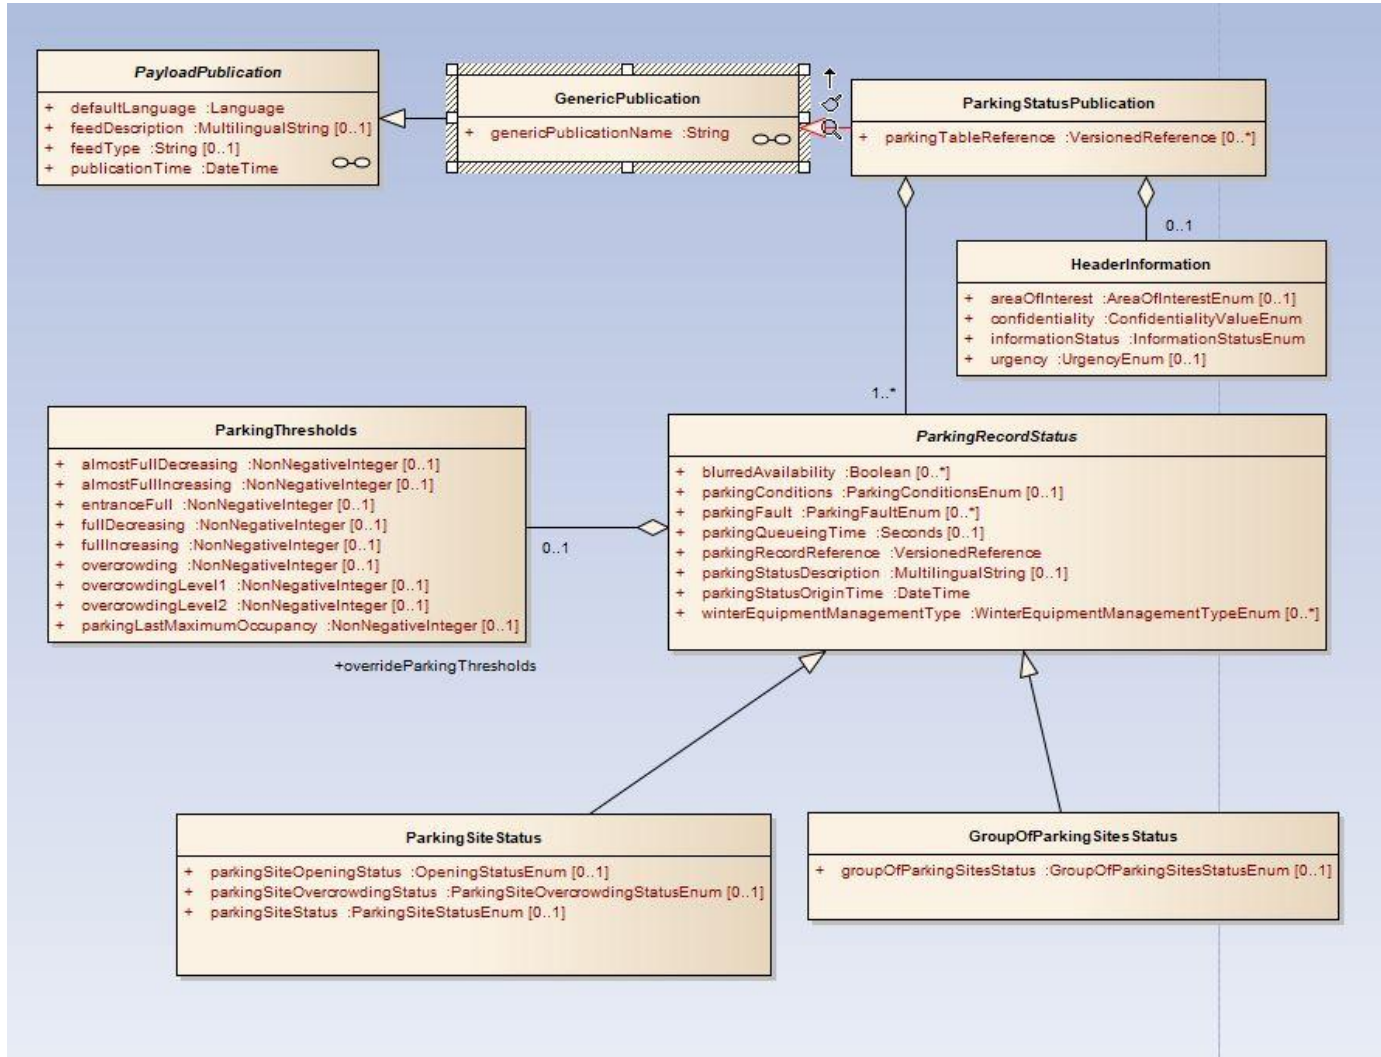 PayloadPublication
+ defaultLanguage :Language
+ feedDescription :MultilingualString [0..1]
+ feedType :String [0..1]
+ publicationTime :DateTime
GenericPublication
+ genericPublicationName :String
ParkingStatusPublication
+ parkingTableReference :VersionedReference [0..*]
0..1
HeaderInformation
+ areaOfInterest :AreaOfInterestEnum [0..1]
+ confidentiality :ConfidentialityValueEnum
+ informationStatus :InformationStatusEnum
+ urgency :UrgencyEnum [0..1]
1..*
ParkingThresholds
+ almostFullDecreasing :NonNegativeInteger [0..1]
+ almostFullIncreasing :NonNegativeInteger [0..1]
+ entranceFull :NonNegativeInteger [0..1]
+ fullDecreasing :NonNegativeInteger [0..1]
+ fullIncreasing :NonNegativeInteger [0..1]
+ overcrowding :NonNegativeInteger [0..1]
+ overcrowdingLevel1 :NonNegativeInteger [0..1]
+ overcrowdingLevel2 :NonNegativeInteger [0..1]
+ parkingLastMaximumOccupancy :NonNegativeInteger [0..1]
0..1
+overrideParkingThresholds
ParkingRecordStatus
+ blurredAvailability :Boolean [0..*]
+ parkingConditions :ParkingConditionsEnum [0..1]
+ parkingFault :ParkingFaultEnum [0..*]
+ parkingQueueingTime :Seconds [0..1]
+ parkingRecordReference :VersionedReference
+ parkingStatusDescription :MultilingualString [0..1]
+ parkingStatusOriginTime :DateTime
+ winterEquipmentManagementType :WinterEquipmentManagementTypeEnum [0..*]
ParkingSiteStatus
+ parkingSiteOpeningStatus :OpeningStatusEnum [0..1]
+ parkingSiteOvercrowdingStatus :ParkingSiteOvercrowdingStatusEnum [0..1]
+ parkingSiteStatus :ParkingSiteStatusEnum [0..1]
GroupOfParkingSitesStatus
+ groupOfParkingSitesStatus :GroupOfParkingSitesStatusEnum [0..1]